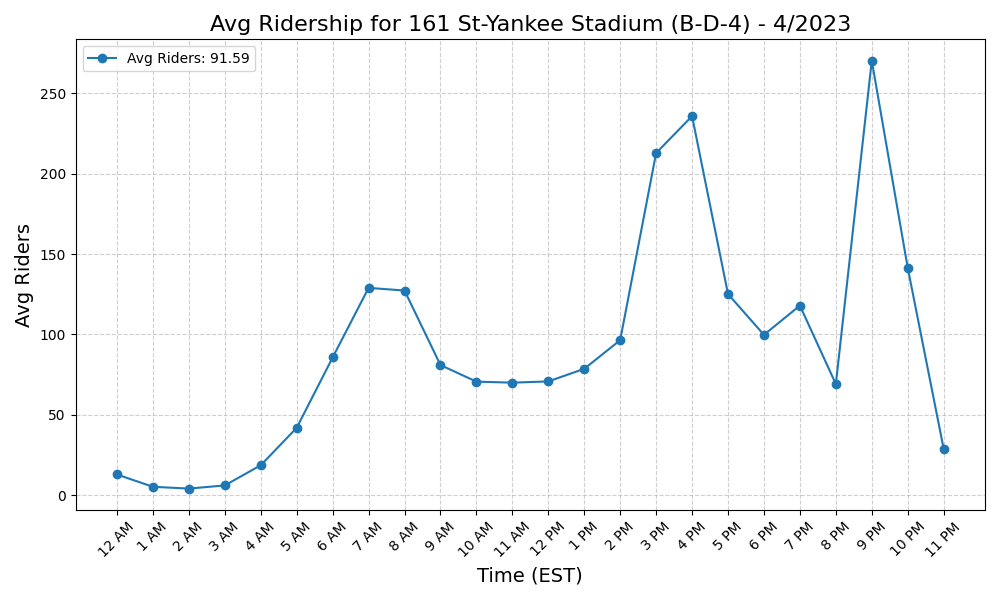 Avg Ridership for 161 St-Yankee Stadium (B-D-4) - 4/2023
Avg Riders: 91.59
Avg Riders
250
200
150
100
50
0
12 AM 1 AM 2 AM 3 AM 4 AM 5 AM 6 AM 7 AM 8 AM 9 AM 10 AM 11 AM 12 PM 1 PM 2 PM 3 PM 4 PM 5 PM 6 PM 7 PM 8 PM 9 PM 10 PM 11 PM
Time (EST)